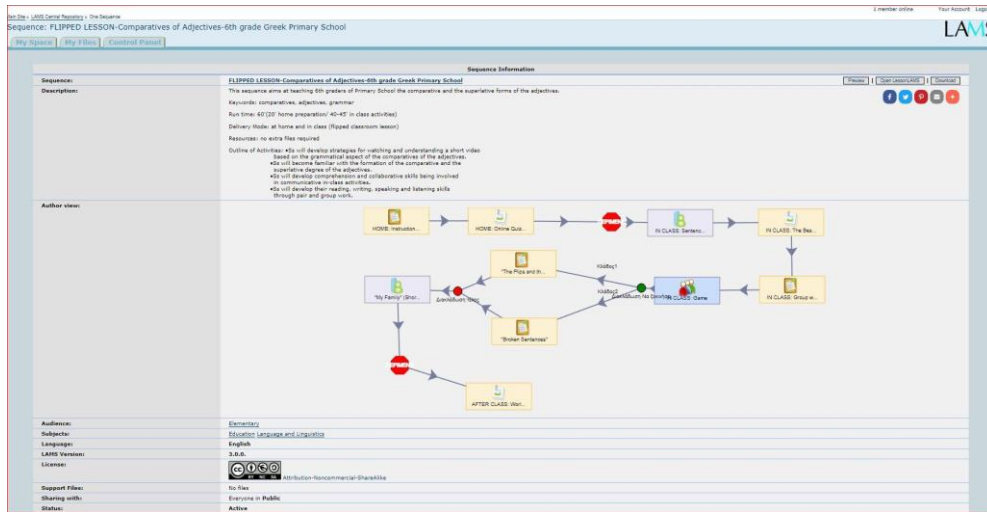 1 member online Your Account Logo
LAMS Central Repository > One Sequence
Sequence: FLIPPED LESSON-Comparatives of Adjectives-6th grade Greek Primary School
LAMS
My Space My Files Control Panel
Sequence Information
Sequence: FLIPPED LESSON-Comparatives of Adjectives-6th grade Greek Primary School Preview | Open LessonLAMS | Download
Description: This sequence aims at teaching 6th graders of Primary School the comparative and the superlative forms of the adjectives.
Keywords: comparatives, adjectives, grammar
Run time: 60'(20' home preparation/ 40-45' in class activities)
Delivery Mode: at home and in class (flipped classroom lesson)
Resources: no extra files required
Outline of Activities: •Ss will develop strategies for watching and understanding a short video
based on the grammatical aspect of the comparatives of the adjectives.
•Ss will become familiar with the formation of the comparative and the
superlative degree of the adjectives.
•Ss will develop comprehension and collaborative skills being involved
in communicative in-class activities.
•Ss will develop their reading, writing, speaking and listening skills
through pair and group work.
Author view:
HOME: Instruction...
HOME: Online Quiz...
IN CLASS: Sentenc...
IN CLASS: The Bea...
"The Pigs and th...
Κλάδος1
"My Family" (Shar...
Διακλάδωση
Κλάδος2
Διακλάδωση
IN CLASS: Game
IN CLASS: Group w...
"Broken Sentences"
AFTER CLASS: Wor...
Audience: Elementary
Subjects: Education Language and Linguistics
Language: English
LAMS Version: 3.0.0.
License: cc BY NC SA Attribution-Noncommercial-ShareAlike
Support Files: No files
Sharing with: Everyone in Public
Status: Active